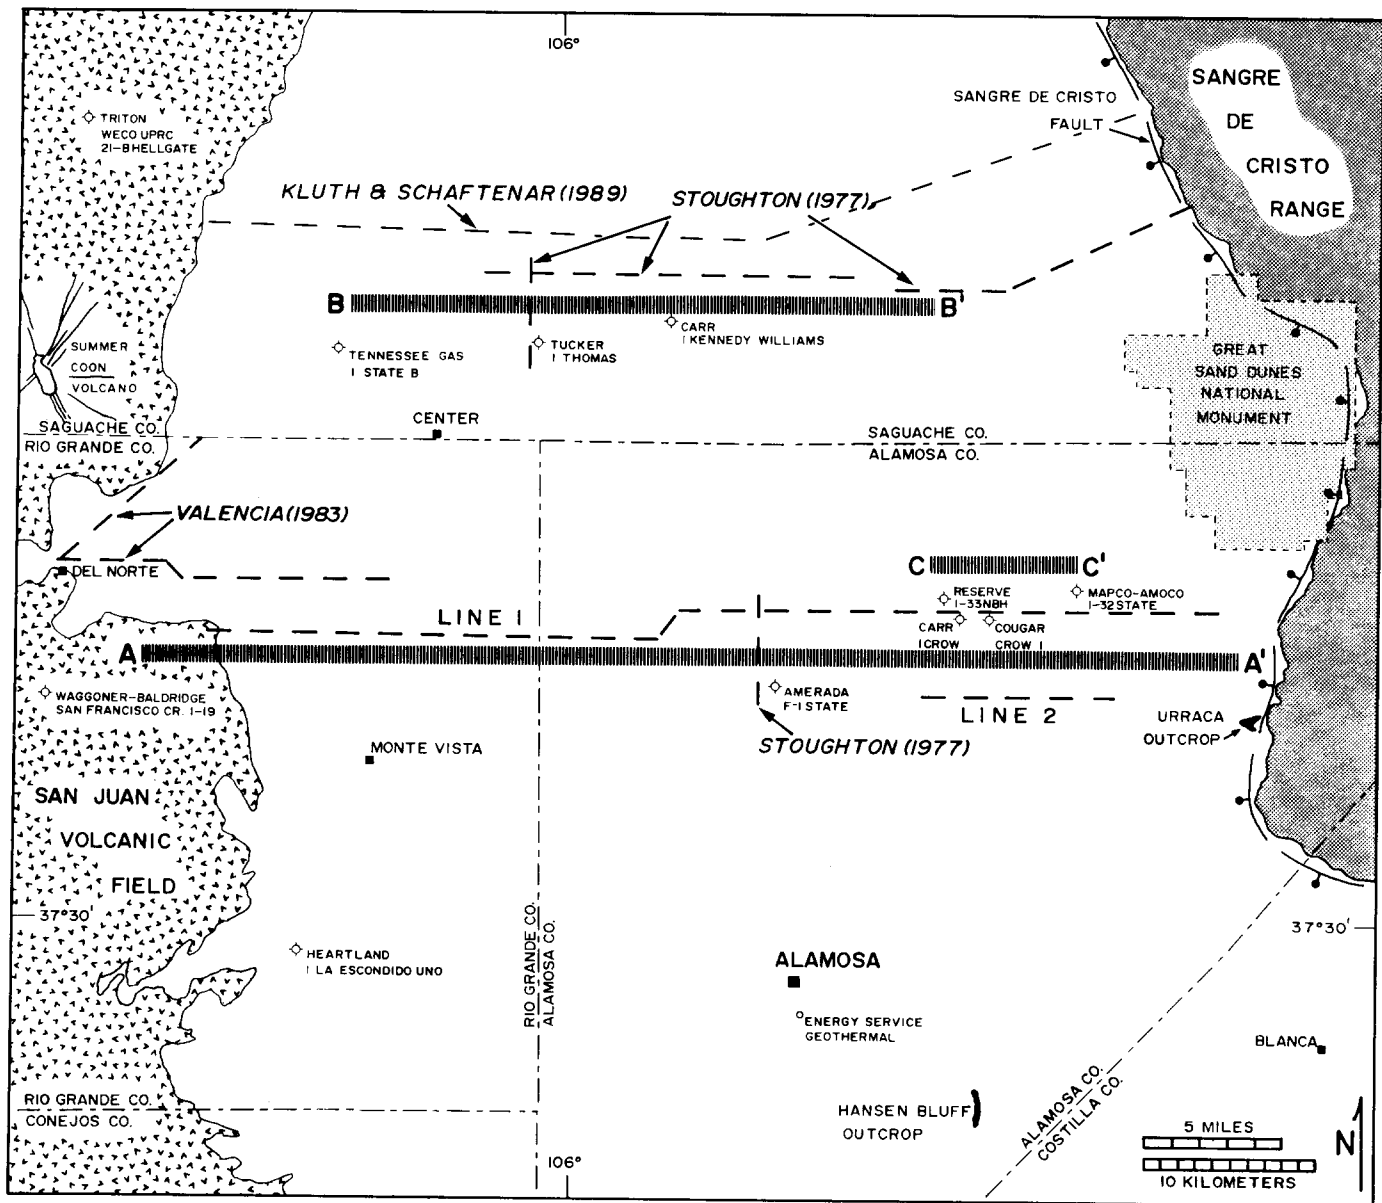 106°
SANGRE
DE
CRISTO
RANGE
SANGRE DE CRISTO
FAULT
TRITON
WECO UPRC
21-8 HELLGATE
KLUTH & SCHAFTENAR (1989)
STOUGHTON (1977)
B
B'
CARR
1 KENNEDY WILLIAMS
TUCKER
1 THOMAS
TENNESSEE GAS
1 STATE B
SUMMER
COON
VOLCANO
GREAT
SAND DUNES
NATIONAL
MONUMENT
CENTER
SAGUACHE CO.
RIO GRANDE CO.
SAGUACHE CO.
ALAMOSA CO.
VALENCIA (1983)
DEL NORTE
C
C'
RESERVE
1-33NBH
MAPCO-AMOCO
1-32 STATE
LINE 1
CARR
1 CROW
COUGAR
CROW 1
A
A'
WAGGONER-BALDRIDGE
SAN FRANCISCO CR. 1-19
AMERADA
F-1 STATE
LINE 2
URRACA
OUTCROP
STOUGHTON (1977)
MONTE VISTA
SAN JUAN
VOLCANIC
FIELD
37°30'
37°30'
HEARTLAND
1 LA ESCONDIDO UNO
RIO GRANDE CO.
ALAMOSA CO.
ALAMOSA
ENERGY SERVICE
GEOTHERMAL
BLANCA
HANSEN BLUFF
OUTCROP
ALAMOSA CO.
COSTILLA CO.
RIO GRANDE CO.
CONEJOS CO.
106°
5 MILES
10 KILOMETERS
N